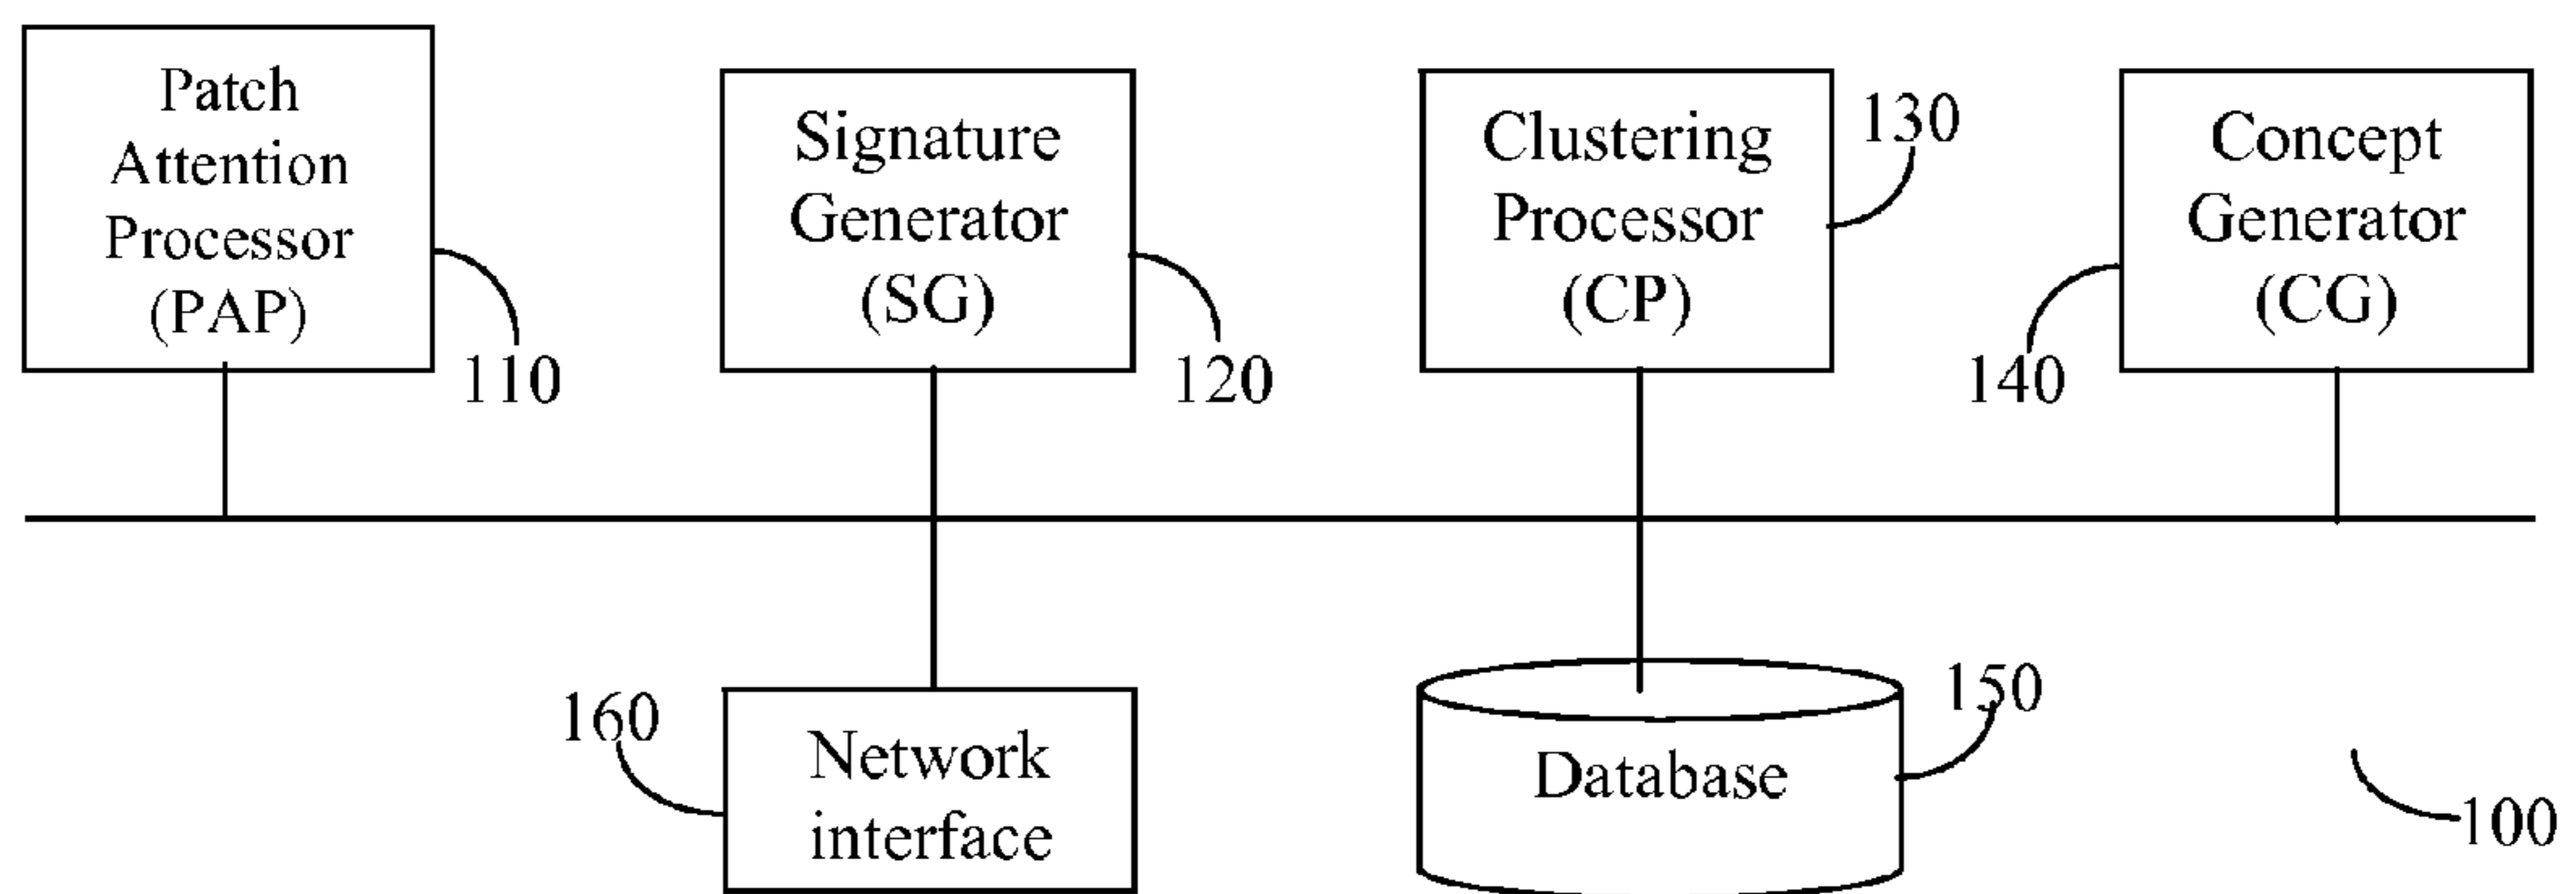 Patch
Attention
Processor
(PAP)
110
Signature
Generator
(SG)
120
Clustering
Processor
(CP)
130
Concept
Generator
(CG)
140
160
Network
interface
Database
150
100